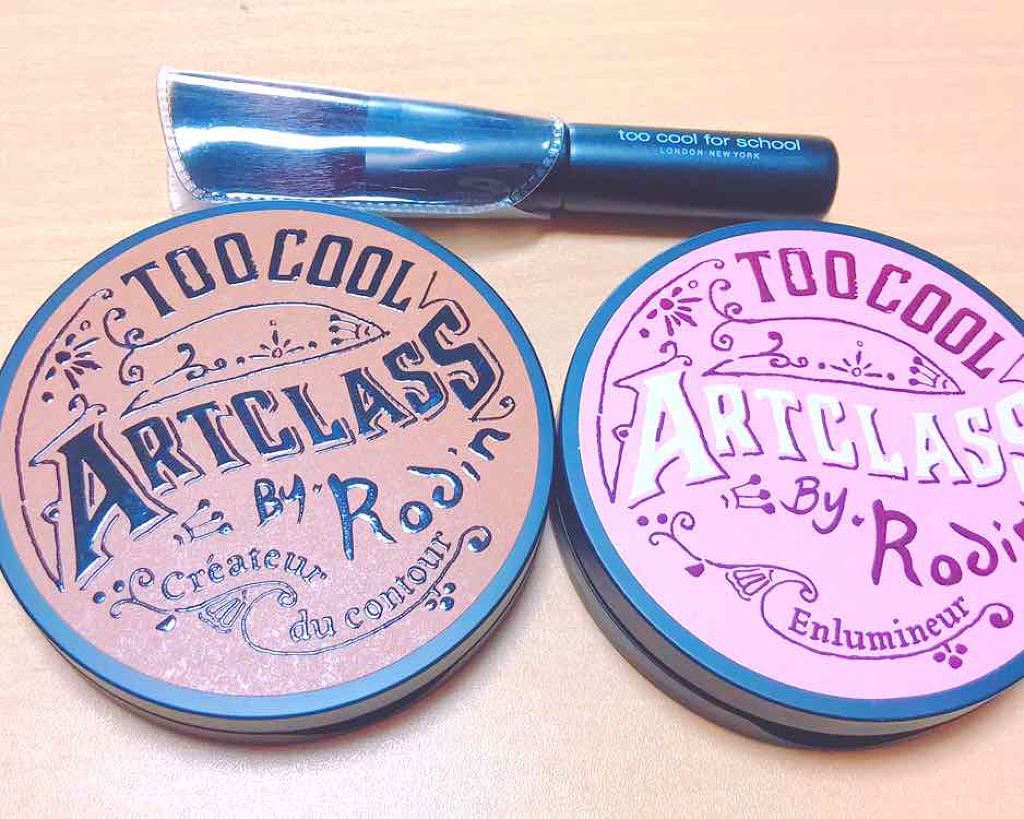 too cool for school
LONDON NEW YORK
TOO COOL
ARTCLASS
By. Rodin
Créateur
du contour
TOO COOL
ARTCLASS
By. Rodin
Enlumineur